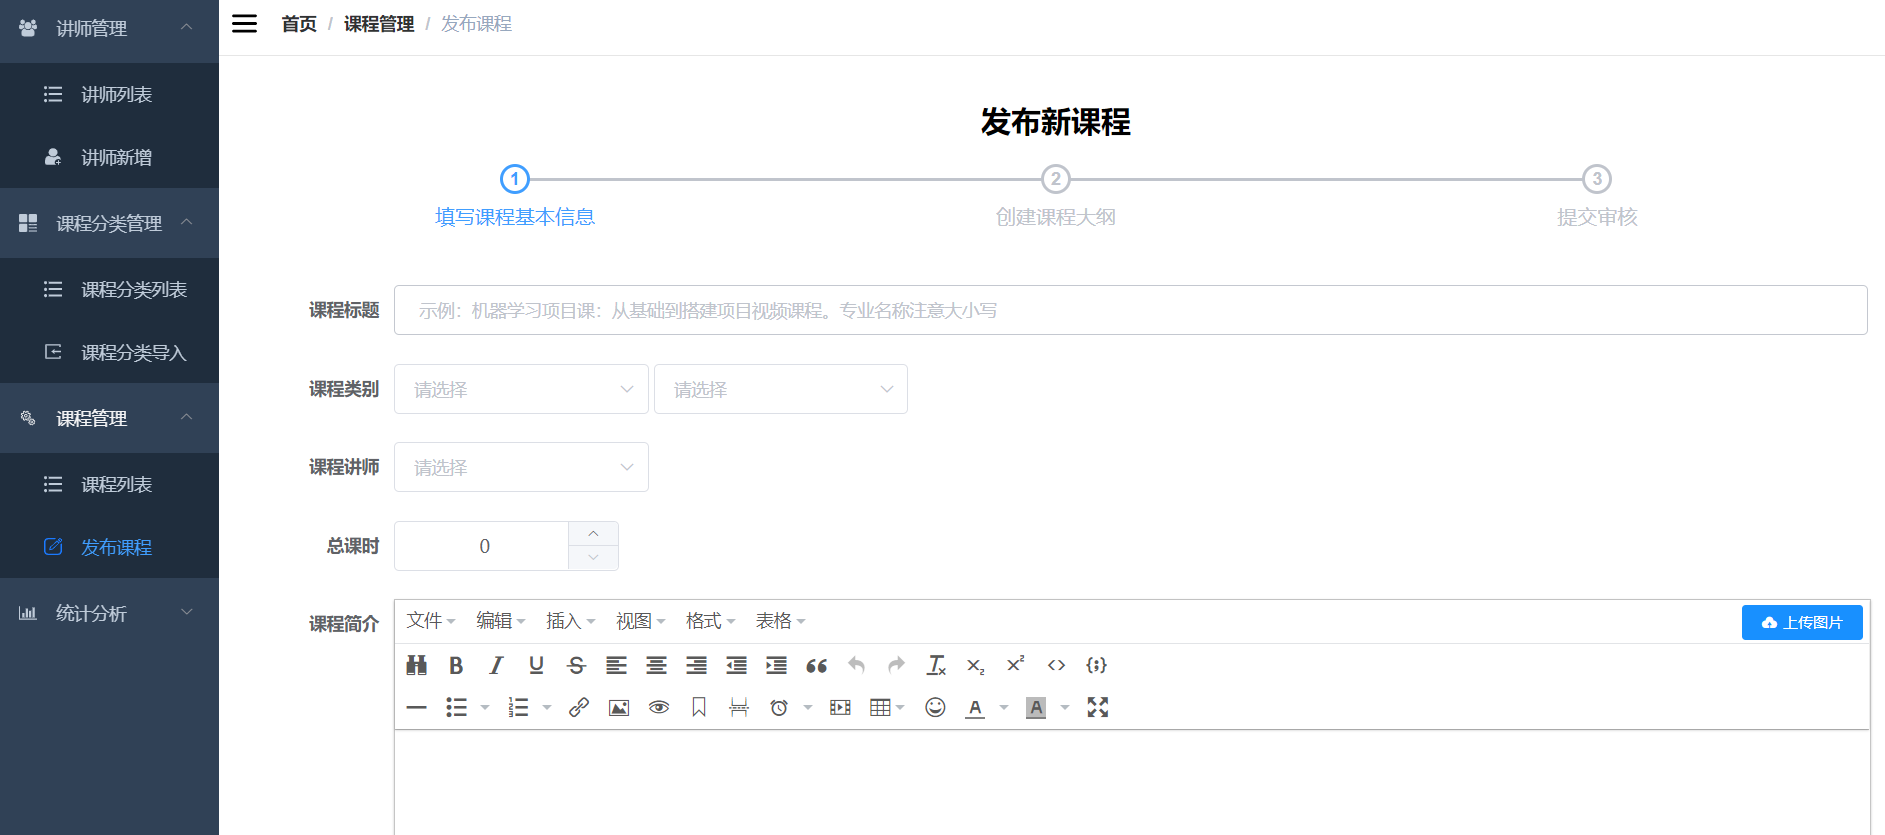 讲师管理
讲师列表
讲师新增
课程分类管理
课程分类列表
课程分类导入
课程管理
课程列表
发布课程
统计分析
首页 / 课程管理 / 发布课程
发布新课程
1 2 3
填写课程基本信息 创建课程大纲 提交审核
课程标题 示例：机器学习项目课：从基础到搭建项目视频课程。专业名称注意大小写
课程类别 请选择 请选择
课程讲师 请选择
总课时 0
课程简介 文件 编辑 插入 视图 格式 表格 上传图片